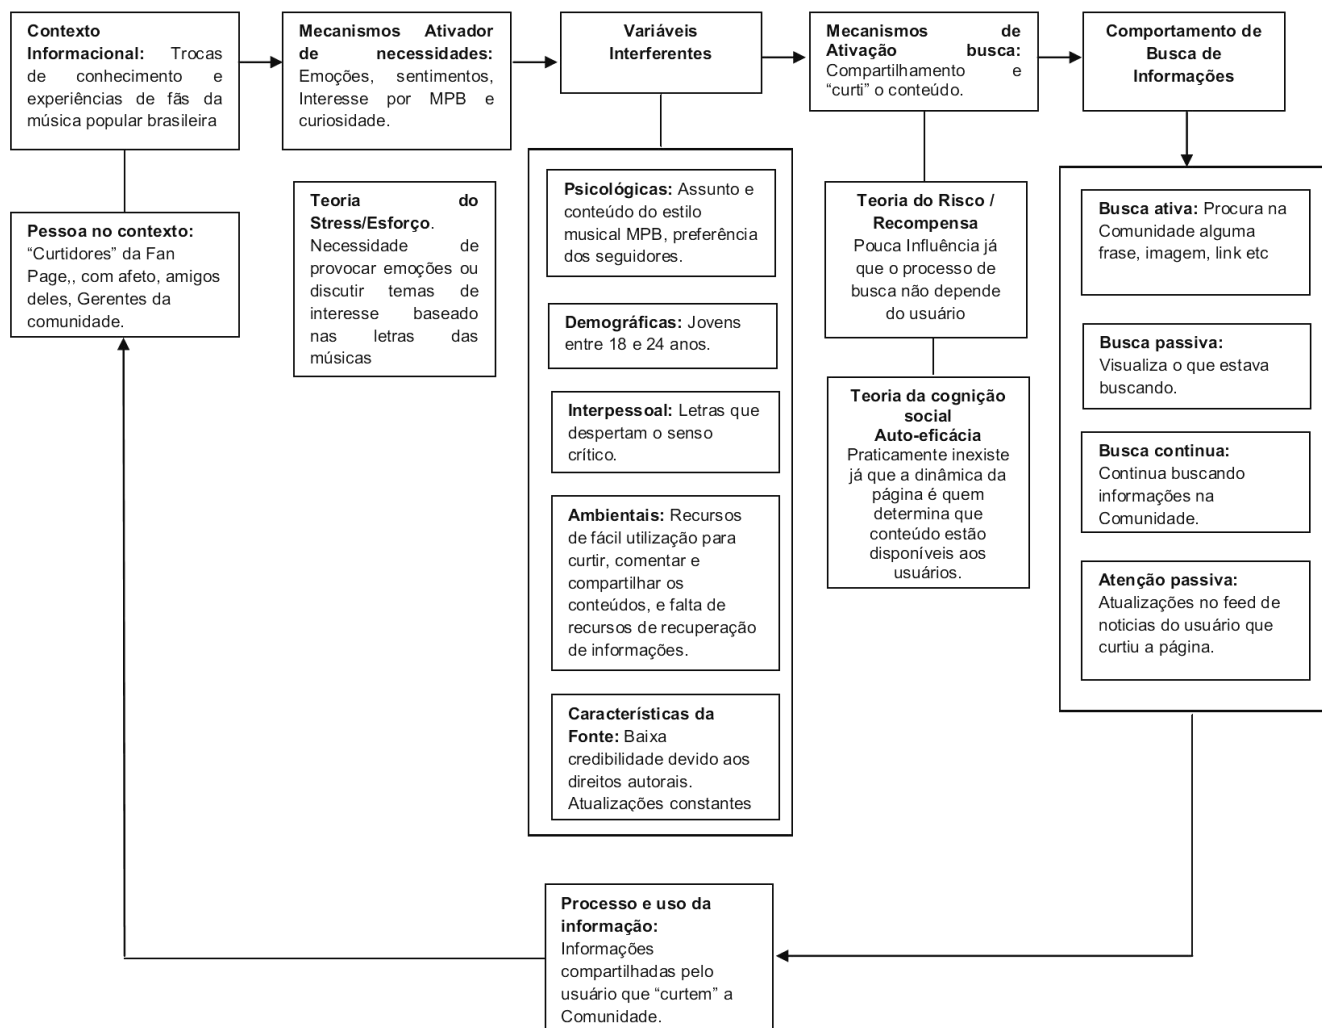 Contexto
Informacional: Trocas
de conhecimento e
experiências de fãs da
música popular brasileira
Pessoa no contexto:
“Curtidores” da Fan
Page,, com afeto, amigos
deles, Gerentes da
comunidade.
Mecanismos Ativador
de necessidades:
Emoções, sentimentos,
Interesse por MPB e
curiosidade.
Teoria do
Stress/Esforço.
Necessidade de
provocar emoções ou
discutir temas de
interesse baseado
nas letras das
músicas
Variáveis
Interferentes
Psicológicas: Assunto e
conteúdo do estilo
musical MPB, preferência
dos seguidores.
Demográficas: Jovens
entre 18 e 24 anos.
Interpessoal: Letras que
despertam o senso
crítico.
Ambientais: Recursos
de fácil utilização para
curtir, comentar e
compartilhar os
conteúdos, e falta de
recursos de recuperação
de informações.
Características da
Fonte: Baixa
credibilidade devido aos
direitos autorais.
Atualizações constantes
Mecanismos de
Ativação busca:
Compartilhamento e
“curti” o conteúdo.
Teoria do Risco /
Recompensa
Pouca Influência já
que o processo de
busca não depende
do usuário
Teoria da cognição
social
Auto-eficácia
Praticamente inexiste
já que a dinâmica da
página é quem
determina que
conteúdo estão
disponíveis aos
usuários.
Comportamento de
Busca de
Informações
Busca ativa: Procura na
Comunidade alguma
frase, imagem, link etc
Busca passiva:
Visualiza o que estava
buscando.
Busca continua:
Continua buscando
informações na
Comunidade.
Atenção passiva:
Atualizações no feed de
noticias do usuário que
curtiu a página.
Processo e uso da
informação:
Informações
compartilhadas pelo
usuário que “curtem” a
Comunidade.